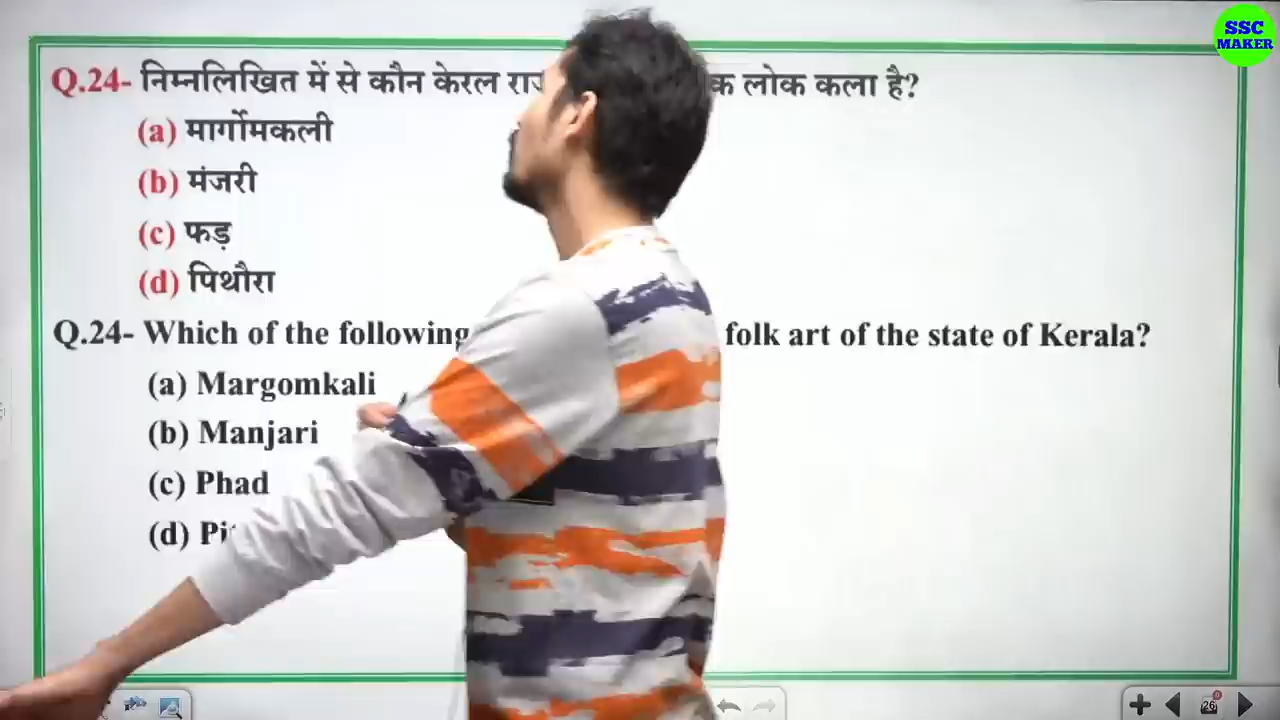 SSC
MAKER
Q.24- निम्नलिखित में से कौन केरल लोक कला है?
(a) मार्गोमकली
(b) मंजरी
(c) फड़
(d) पिथौरा
Q.24- Which of the following folk art of the state of Kerala?
(a) Margomkali
(b) Manjari
(c) Phad
(d)
26